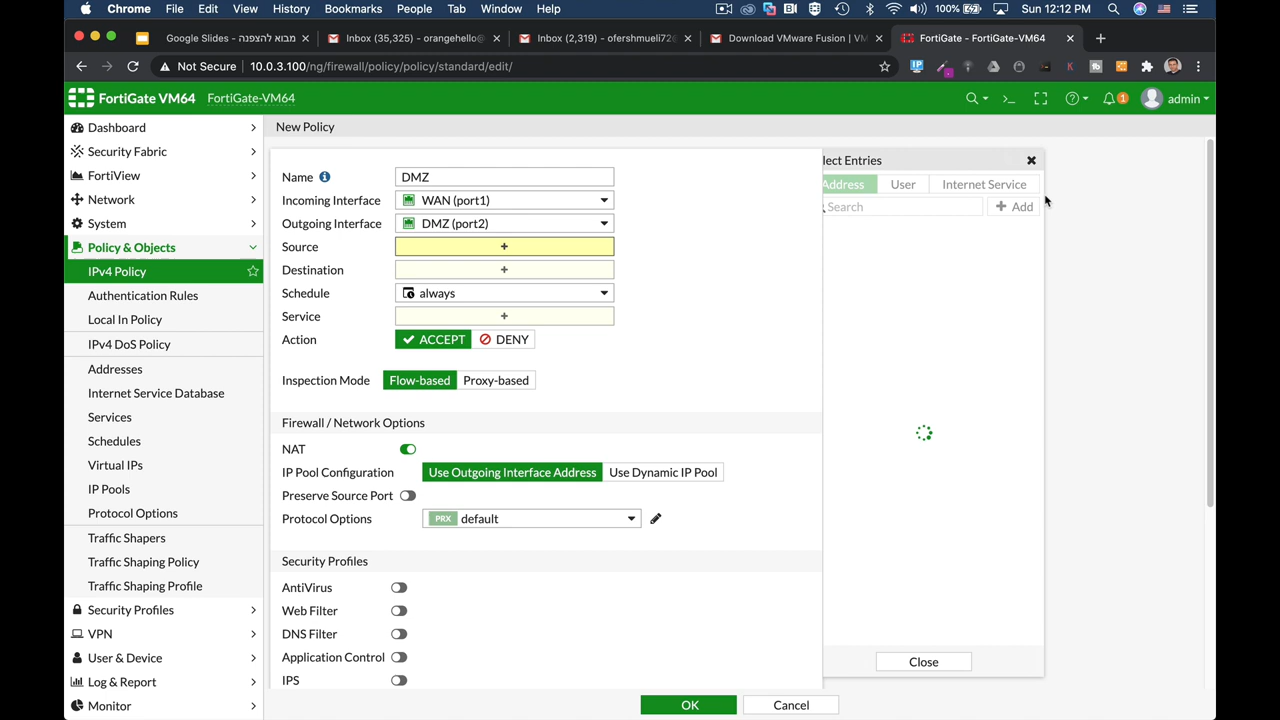 Chrome File Edit View History Bookmarks People Tab Window Help 100% Sun 12:12 PM
Google Slides - מבוא להצפנה Inbox (35,325) - orangehello@ Inbox (2,319) - ofershmueli726 Download VMware Fusion | VM FortiGate - FortiGate-VM64
Not Secure | 10.0.3.100/ng/firewall/policy/policy/standard/edit/
FortiGate VM64 FortiGate-VM64 1 admin
Dashboard
Security Fabric
FortiView
Network
System
Policy & Objects
IPv4 Policy
Authentication Rules
Local In Policy
IPv4 DoS Policy
Addresses
Internet Service Database
Services
Schedules
Virtual IPs
IP Pools
Protocol Options
Traffic Shapers
Traffic Shaping Policy
Traffic Shaping Profile
Security Profiles
VPN
User & Device
Log & Report
Monitor
New Policy
Name DMZ
Incoming Interface WAN (port1)
Outgoing Interface DMZ (port2)
Source +
Destination +
Schedule always
Service +
Action ACCEPT DENY
Inspection Mode Flow-based Proxy-based
Firewall / Network Options
NAT
IP Pool Configuration Use Outgoing Interface Address Use Dynamic IP Pool
Preserve Source Port
Protocol Options PRX default
Security Profiles
AntiVirus
Web Filter
DNS Filter
Application Control
IPS
OK Cancel
lect Entries
Address User Internet Service
Search + Add
Close